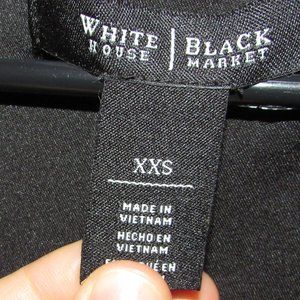 WHITE HOUSE | BLACK MARKET
XXS
MADE IN
VIETNAM
HECHO EN
VIETNAM